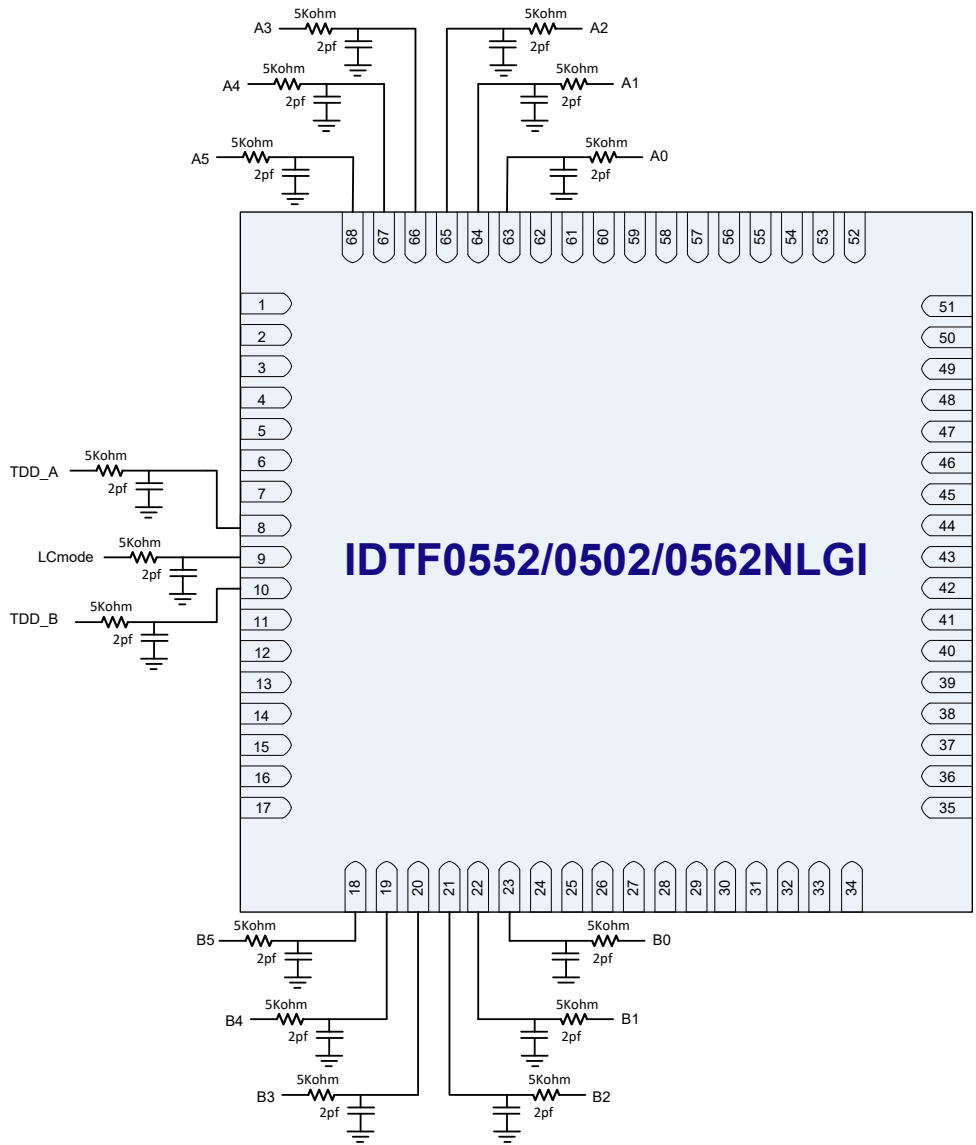 5Kohm
5Kohm
A3
A2
2pf
2pf
5Kohm
5Kohm
A4
A1
2pf
2pf
5Kohm
5Kohm
A5
A0
2pf
2pf
68 67 66 65 64 63 62 61 60 59 58 57 56 55 54 53 52
1
51
2
50
3
49
4
48
5
47
6
46
5Kohm
TDD_A
2pf
7
45
8
44
5Kohm
LCmode
IDTF0552/0502/0562NLGI
9
43
2pf
10
42
5Kohm
TDD_B
2pf
11
41
12
40
13
39
14
38
15
37
16
36
17
35
18 19 20 21 22 23 24 25 26 27 28 29 30 31 32 33 34
5Kohm
5Kohm
B5
B0
2pf
2pf
5Kohm
5Kohm
B4
B1
2pf
2pf
5Kohm
5Kohm
B3
B2
2pf
2pf